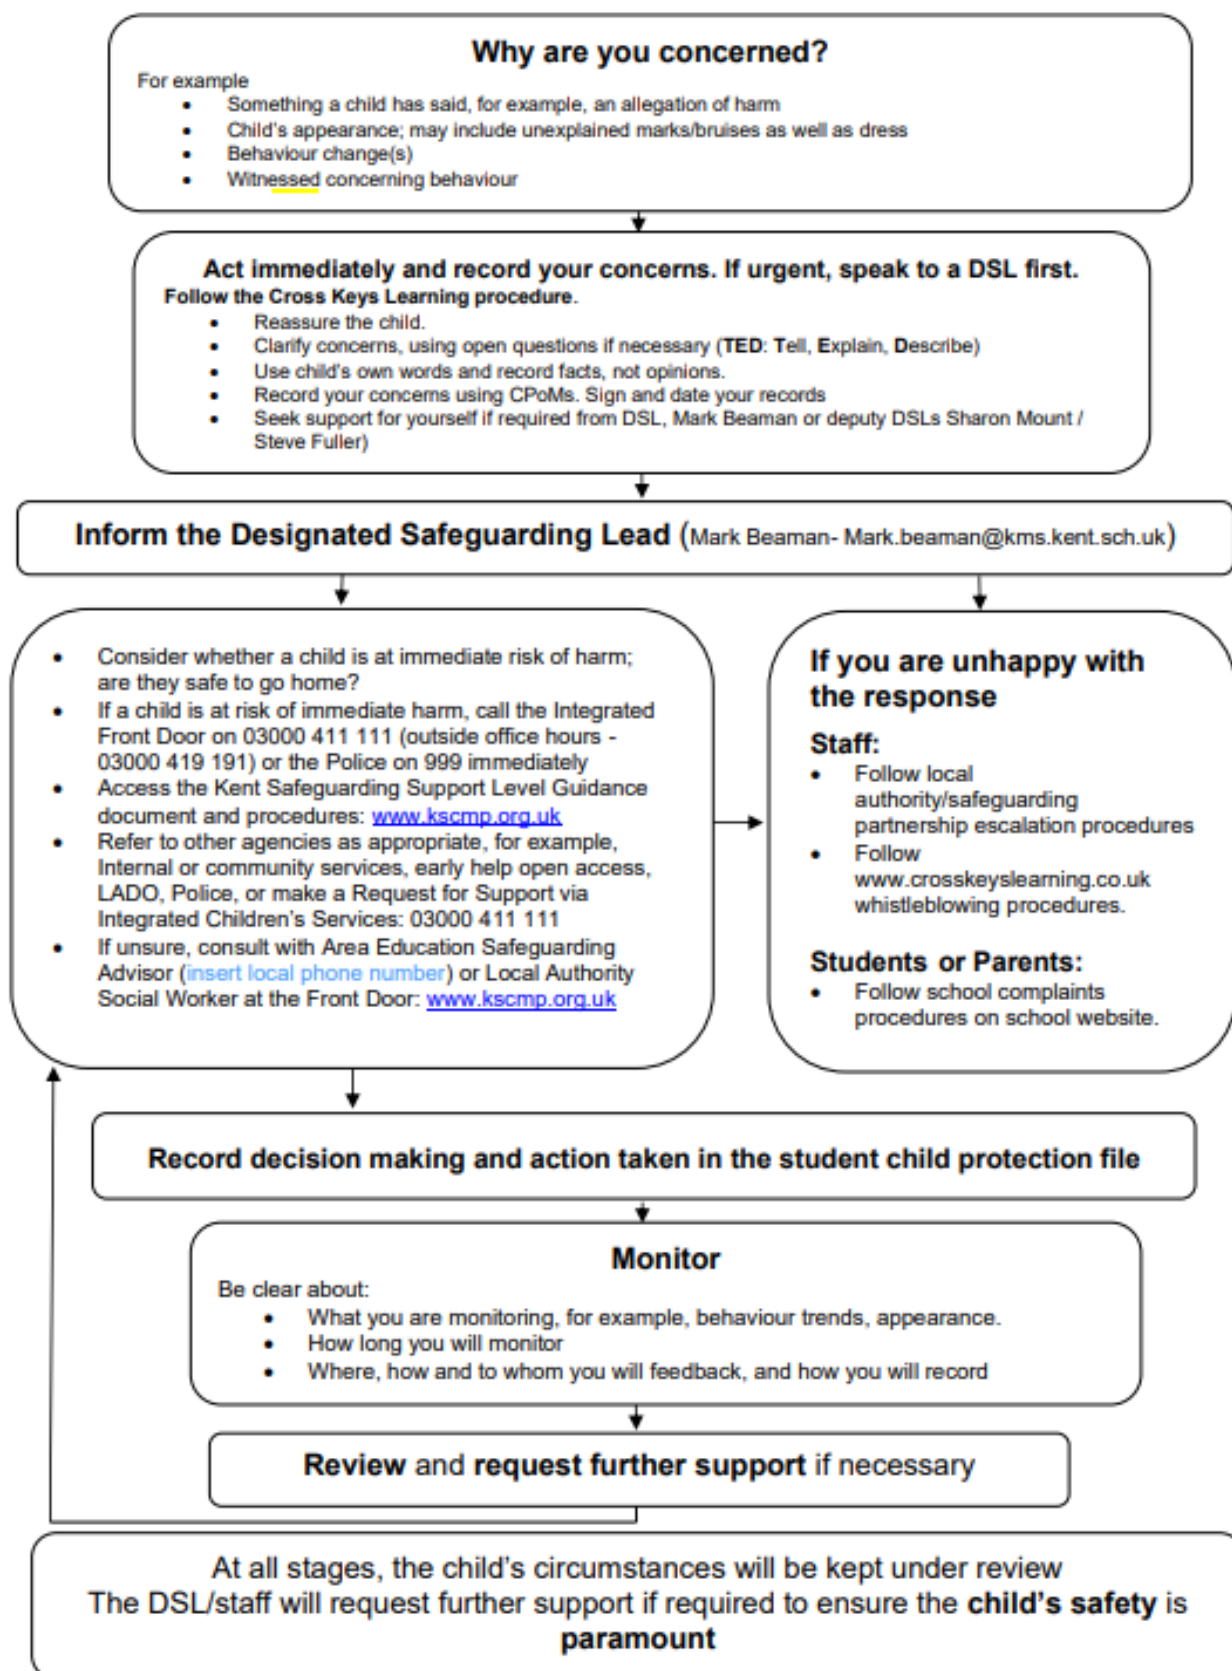 Why are you concerned?
For example
• Something a child has said, for example, an allegation of harm
• Child's appearance; may include unexplained marks/bruises as well as dress
• Behaviour change(s)
• Witnessed concerning behaviour
Act immediately and record your concerns. If urgent, speak to a DSL first.
Follow the Cross Keys Learning procedure.
• Reassure the child.
• Clarify concerns, using open questions if necessary (TED: Tell, Explain, Describe)
• Use child's own words and record facts, not opinions.
• Record your concerns using CPoMs. Sign and date your records
• Seek support for yourself if required from DSL, Mark Beaman or deputy DSLs Sharon Mount /
Steve Fuller)
Inform the Designated Safeguarding Lead (Mark Beaman- Mark.beaman@kms.kent.sch.uk)
• Consider whether a child is at immediate risk of harm;
are they safe to go home?
• If a child is at risk of immediate harm, call the Integrated
Front Door on 03000 411 111 (outside office hours -
03000 419 191) or the Police on 999 immediately
• Access the Kent Safeguarding Support Level Guidance
document and procedures: www.kscmp.org.uk
• Refer to other agencies as appropriate, for example,
Internal or community services, early help open access,
LADO, Police, or make a Request for Support via
Integrated Children's Services: 03000 411 111
• If unsure, consult with Area Education Safeguarding
Advisor (insert local phone number) or Local Authority
Social Worker at the Front Door: www.kscmp.org.uk
If you are unhappy with
the response
Staff:
• Follow local
authority/safeguarding
partnership escalation procedures
• Follow
www.crosskeyslearning.co.uk
whistleblowing procedures.
Students or Parents:
• Follow school complaints
procedures on school website.
Record decision making and action taken in the student child protection file
Monitor
Be clear about:
• What you are monitoring, for example, behaviour trends, appearance.
• How long you will monitor
• Where, how and to whom you will feedback, and how you will record
Review and request further support if necessary
At all stages, the child's circumstances will be kept under review
The DSL/staff will request further support if required to ensure the child's safety is
paramount